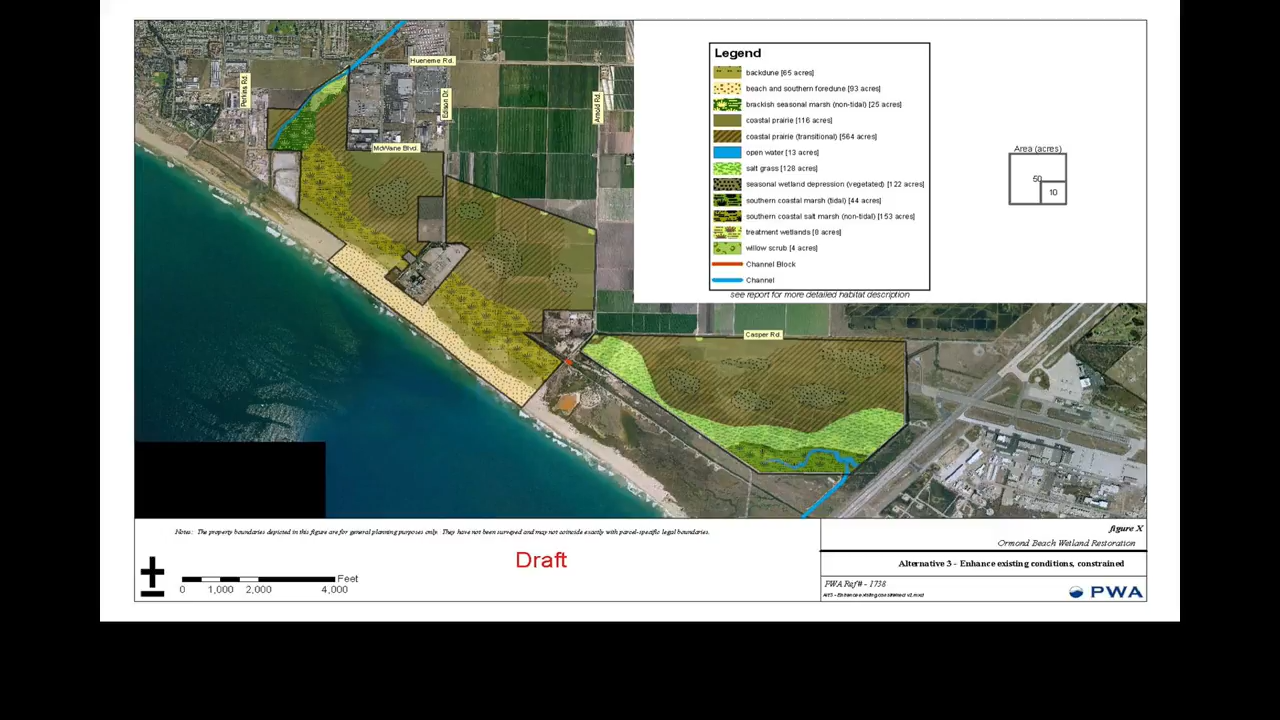 Hueneme Rd.
Perkins Rd.
Edison Dr.
Arnold Rd.
McWane Blvd.
Casper Rd.
Legend
backdune [65 acres]
beach and southern foredune [93 acres]
brackish seasonal marsh (non-tidal) [25 acres]
coastal prairie [116 acres]
coastal prairie (transitional) [564 acres]
open water [13 acres]
salt grass [128 acres]
seasonal wetland depression (vegetated) [122 acres]
southern coastal marsh (tidal) [44 acres]
southern coastal salt marsh (non-tidal) [153 acres]
treatment wetlands [8 acres]
willow scrub [4 acres]
Channel Block
Channel
see report for more detailed habitat description
Area (acres)
50
10
Notes: The property boundaries depicted in this figure are for general planning purposes only. They have not been surveyed and may not coincide exactly with parcel-specific legal boundaries.
Draft
Feet
0 1,000 2,000 4,000
figure X
Ormond Beach Wetland Restoration
Alternative 3 - Enhance existing conditions, constrained
PWA Ref# - 1738
PWA